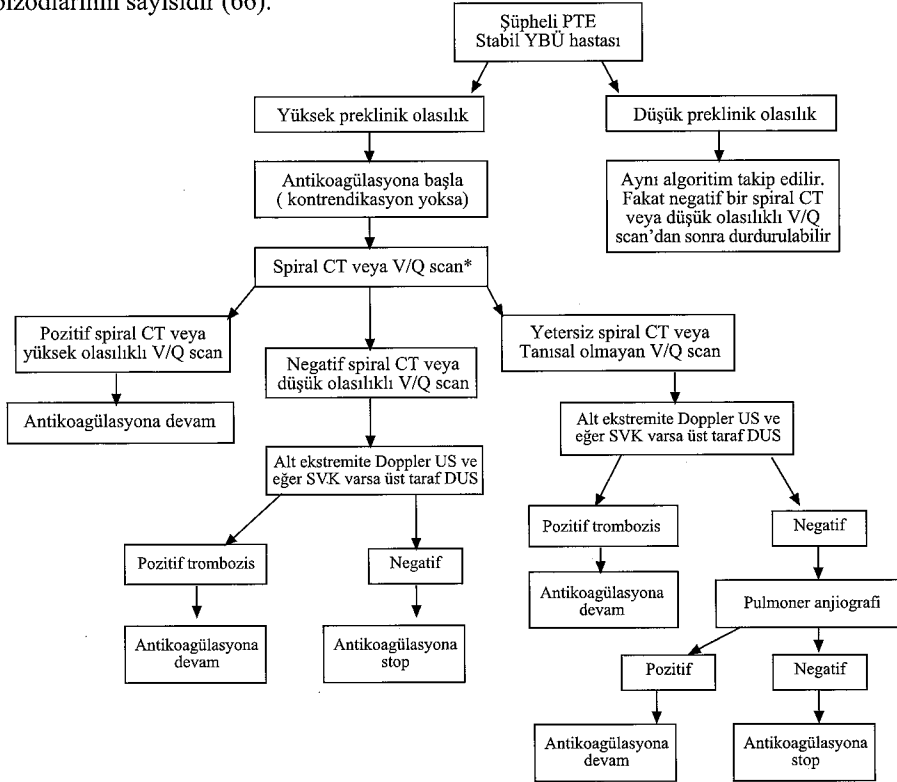 sayısıdır (66).
Şüpheli PTE
Stabil YBÜ hastası
Yüksek preklinik olasılık
Düşük preklinik olasılık
Antikoagülasyona başla
( kontrendikasyon yoksa)
Aynı algoritim takip edilir.
Fakat negatif bir spiral CT
veya düşük olasılıklı V/Q
scan’dan sonra durdurulabilir
Spiral CT veya V/Q scan*
Pozitif spiral CT veya
yüksek olasılıklı V/Q scan
Negatif spiral CT veya
düşük olasılıklı V/Q scan
Yetersiz spiral CT veya
Tanısal olmayan V/Q scan
Antikoagülasyona devam
Alt ekstremite Doppler US ve
eğer SVK varsa üst taraf DUS
Alt ekstremite Doppler US ve
eğer SVK varsa üst taraf DUS
Pozitif trombozis
Negatif
Pozitif trombozis
Negatif
Antikoagülasyona
devam
Antikoagülasyona
stop
Antikoagülasyona
devam
Pulmoner anjiografi
Pozitif
Negatif
Antikoagülasyona
devam
Antikoagülasyona
stop